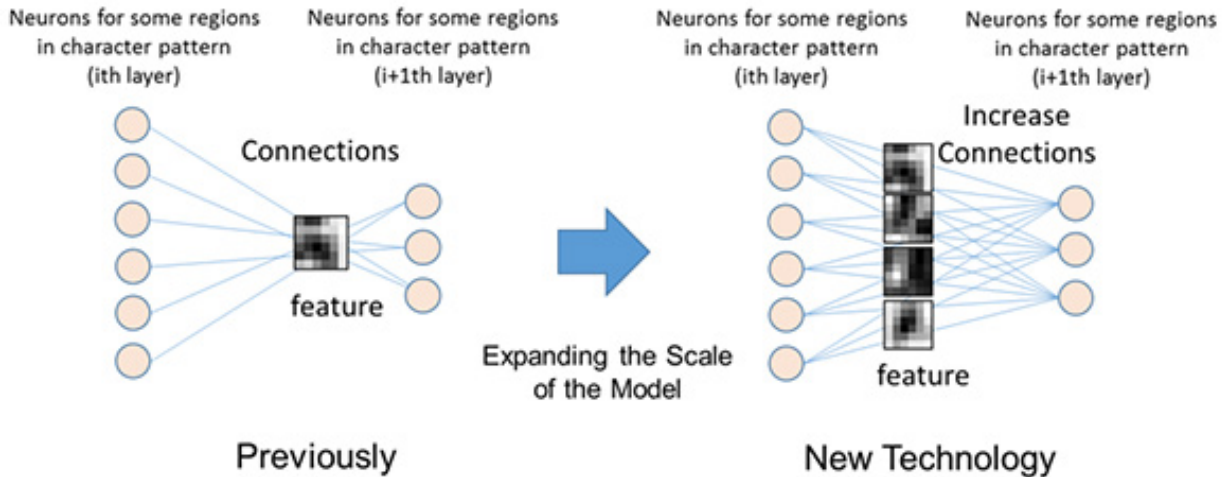 Neurons for some regions
in character pattern
(ith layer)
Neurons for some regions
in character pattern
(i+1th layer)
Connections
feature
Previously
Expanding the Scale
of the Model
Neurons for some regions
in character pattern
(ith layer)
Neurons for some regions
in character pattern
(i+1th layer)
Increase
Connections
feature
New Technology